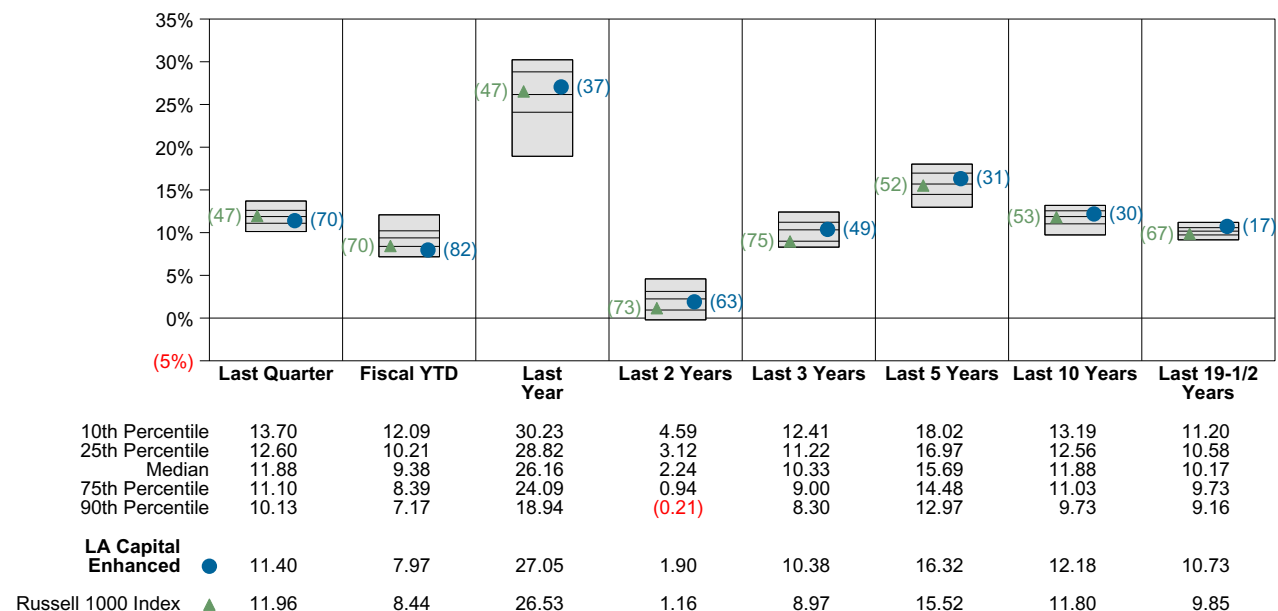 35%
30%
25%
20%
15%
10%
5%
0%
(5%)
(47) (70)
(70) (82)
(47) (37)
(73) (63)
(75) (49)
(52) (31)
(53) (30)
(67) (17)
Last Quarter Fiscal YTD Last Year Last 2 Years Last 3 Years Last 5 Years Last 10 Years Last 19-1/2 Years
10th Percentile 13.70 12.09 30.23 4.59 12.41 18.02 13.19 11.20
25th Percentile 12.60 10.21 28.82 3.12 11.22 16.97 12.56 10.58
Median 11.88 9.38 26.16 2.24 10.33 15.69 11.88 10.17
75th Percentile 11.10 8.39 24.09 0.94 9.00 14.48 11.03 9.73
90th Percentile 10.13 7.17 18.94 (0.21) 8.30 12.97 9.73 9.16
LA Capital
Enhanced 11.40 7.97 27.05 1.90 10.38 16.32 12.18 10.73
Russell 1000 Index 11.96 8.44 26.53 1.16 8.97 15.52 11.80 9.85